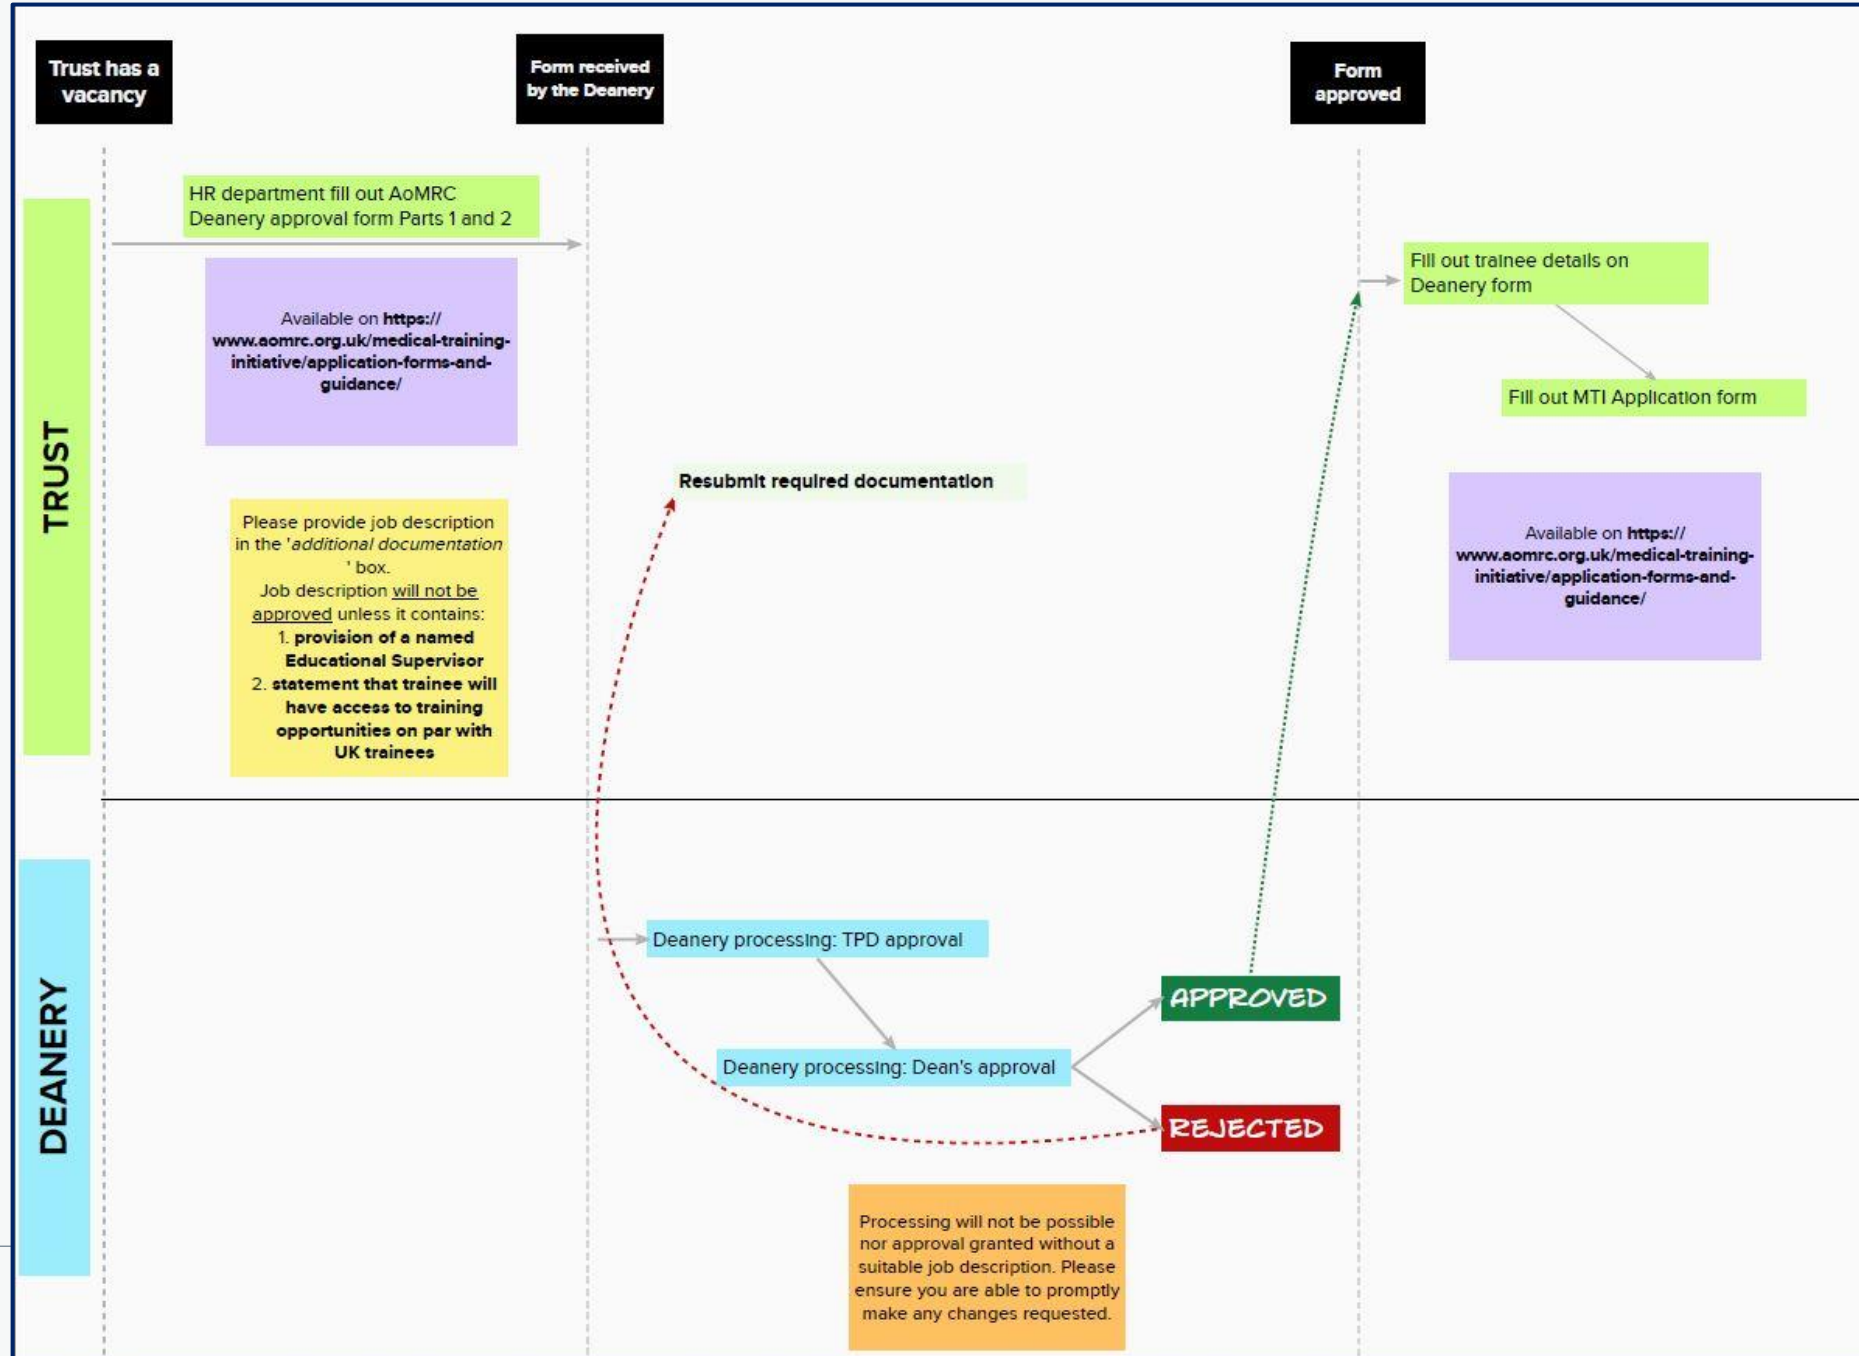 Trust has a
vacancy
Form received
by the Deanery
Form
approved
TRUST
HR department fill out AoMRC
Deanery approval form Parts 1 and 2
Available on https://
www.aomrc.org.uk/medical-training-
initiative/application-forms-and-
guidance/
Please provide job description
in the 'additional documentation
' box.
Job description will not be
approved unless it contains:
1. provision of a named
Educational Supervisor
2. statement that trainee will
have access to training
opportunities on par with
UK trainees
Resubmit required documentation
Fill out trainee details on
Deanery form
Fill out MTI Application form
Available on https://
www.aomrc.org.uk/medical-training-
initiative/application-forms-and-
guidance/
DEANERY
Deanery processing: TPD approval
Deanery processing: Dean's approval
APPROVED
REJECTED
Processing will not be possible
nor approval granted without a
suitable job description. Please
ensure you are able to promptly
make any changes requested.